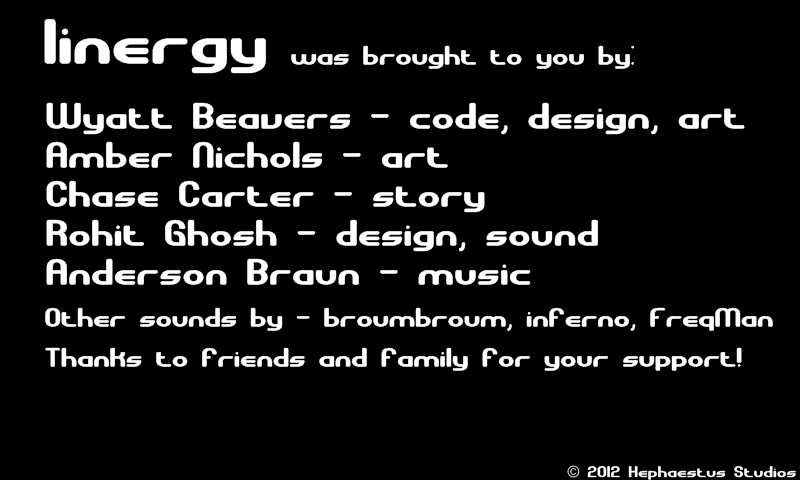 linergy was brought to you by:
Wyatt Beavers - code, design, art
Amber Nichols - art
Chase Carter - story
Rohit Ghosh - design, sound
Anderson Braun - music
Other sounds by - broumbroum, inferno, FreqMan
Thanks to friends and family for your support!
© 2012 Hephaestus Studios